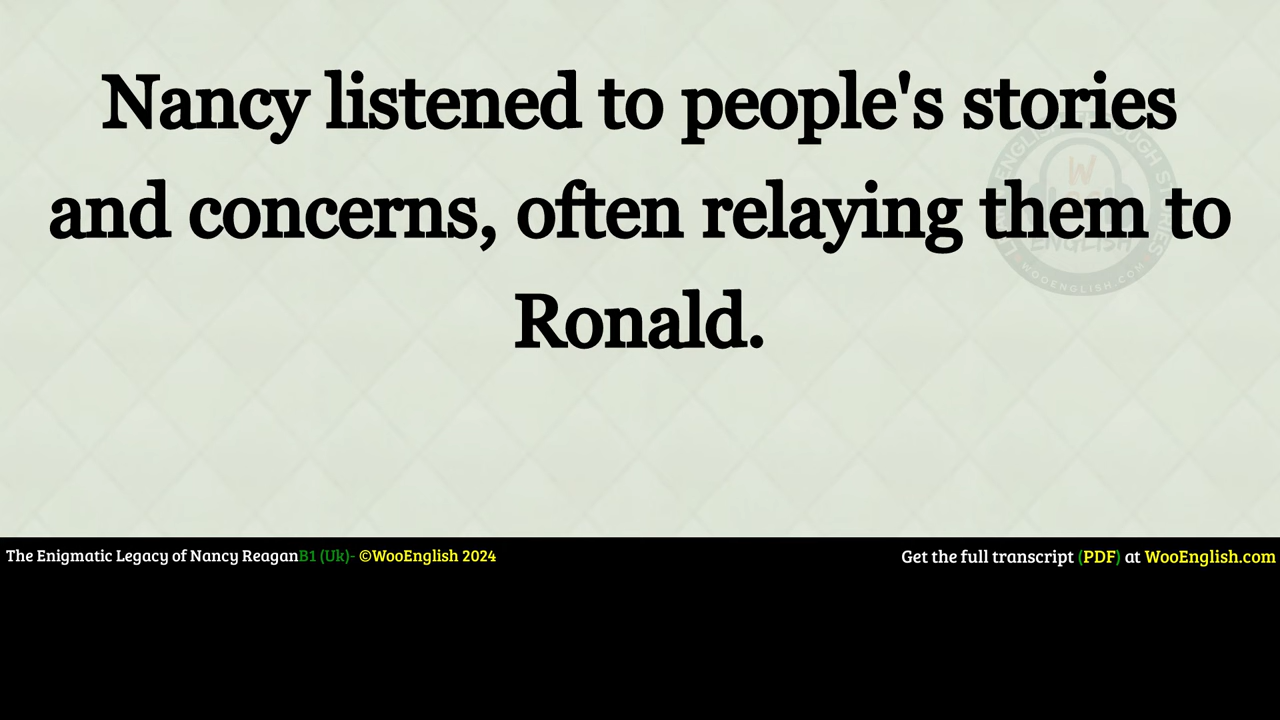 Nancy listened to people's stories
and concerns, often relaying them to
Ronald.
The Enigmatic Legacy of Nancy ReaganB1 (Uk)- ©WooEnglish 2024
Get the full transcript (PDF) at WooEnglish.com